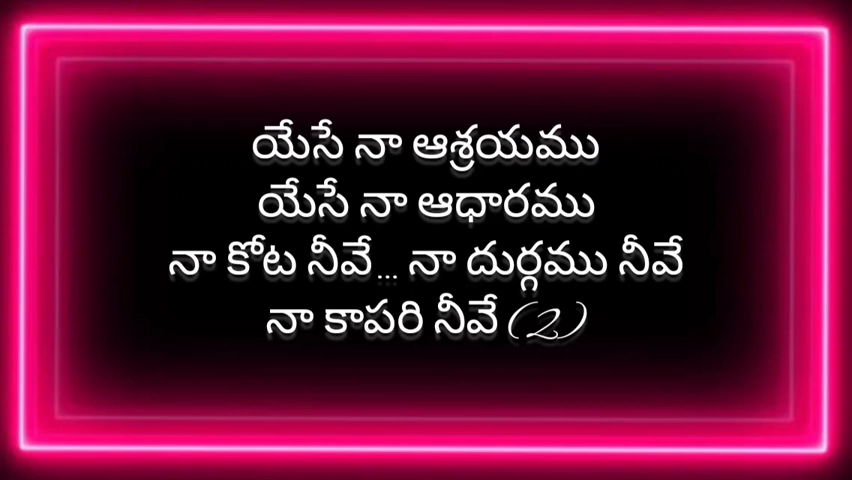 యేసే నా ఆశ్రయము
యేసే నా ఆధారము
నా కోట నీవే... నా దుర్గము నీవే
నా కాపరి నీవే (2)